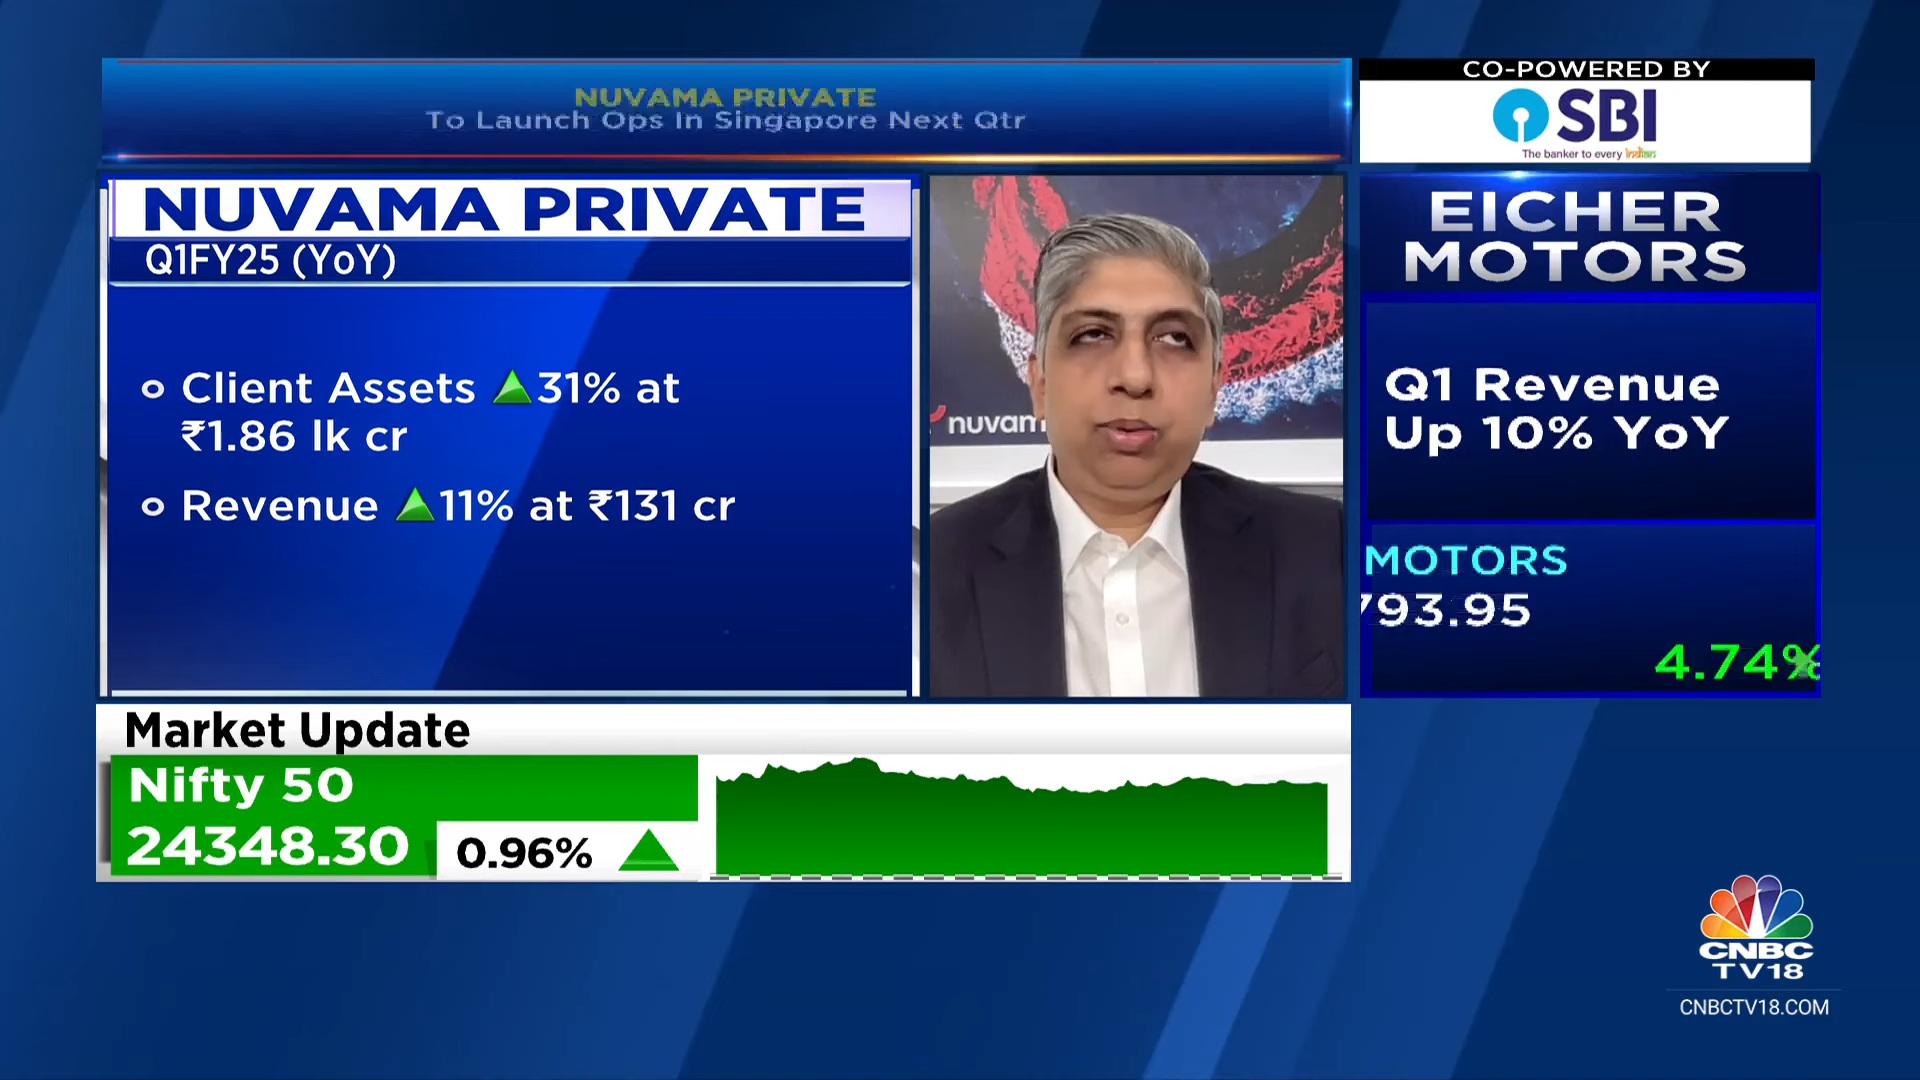 NUVAMA PRIVATE
To Launch Ops In Singapore Next Qtr
CO-POWERED BY
SBI
The banker to every Indian
NUVAMA PRIVATE
Q1FY25 (YoY)
Client Assets ▲31% at
₹1.86 lk cr
Revenue ▲11% at ₹131 cr
nuvam
EICHER
MOTORS
Q1 Revenue
Up 10% YoY
MOTORS
793.95
4.74%
Market Update
Nifty 50
24348.30
0.96%
CNBC
TV18
CNBCTV18.COM